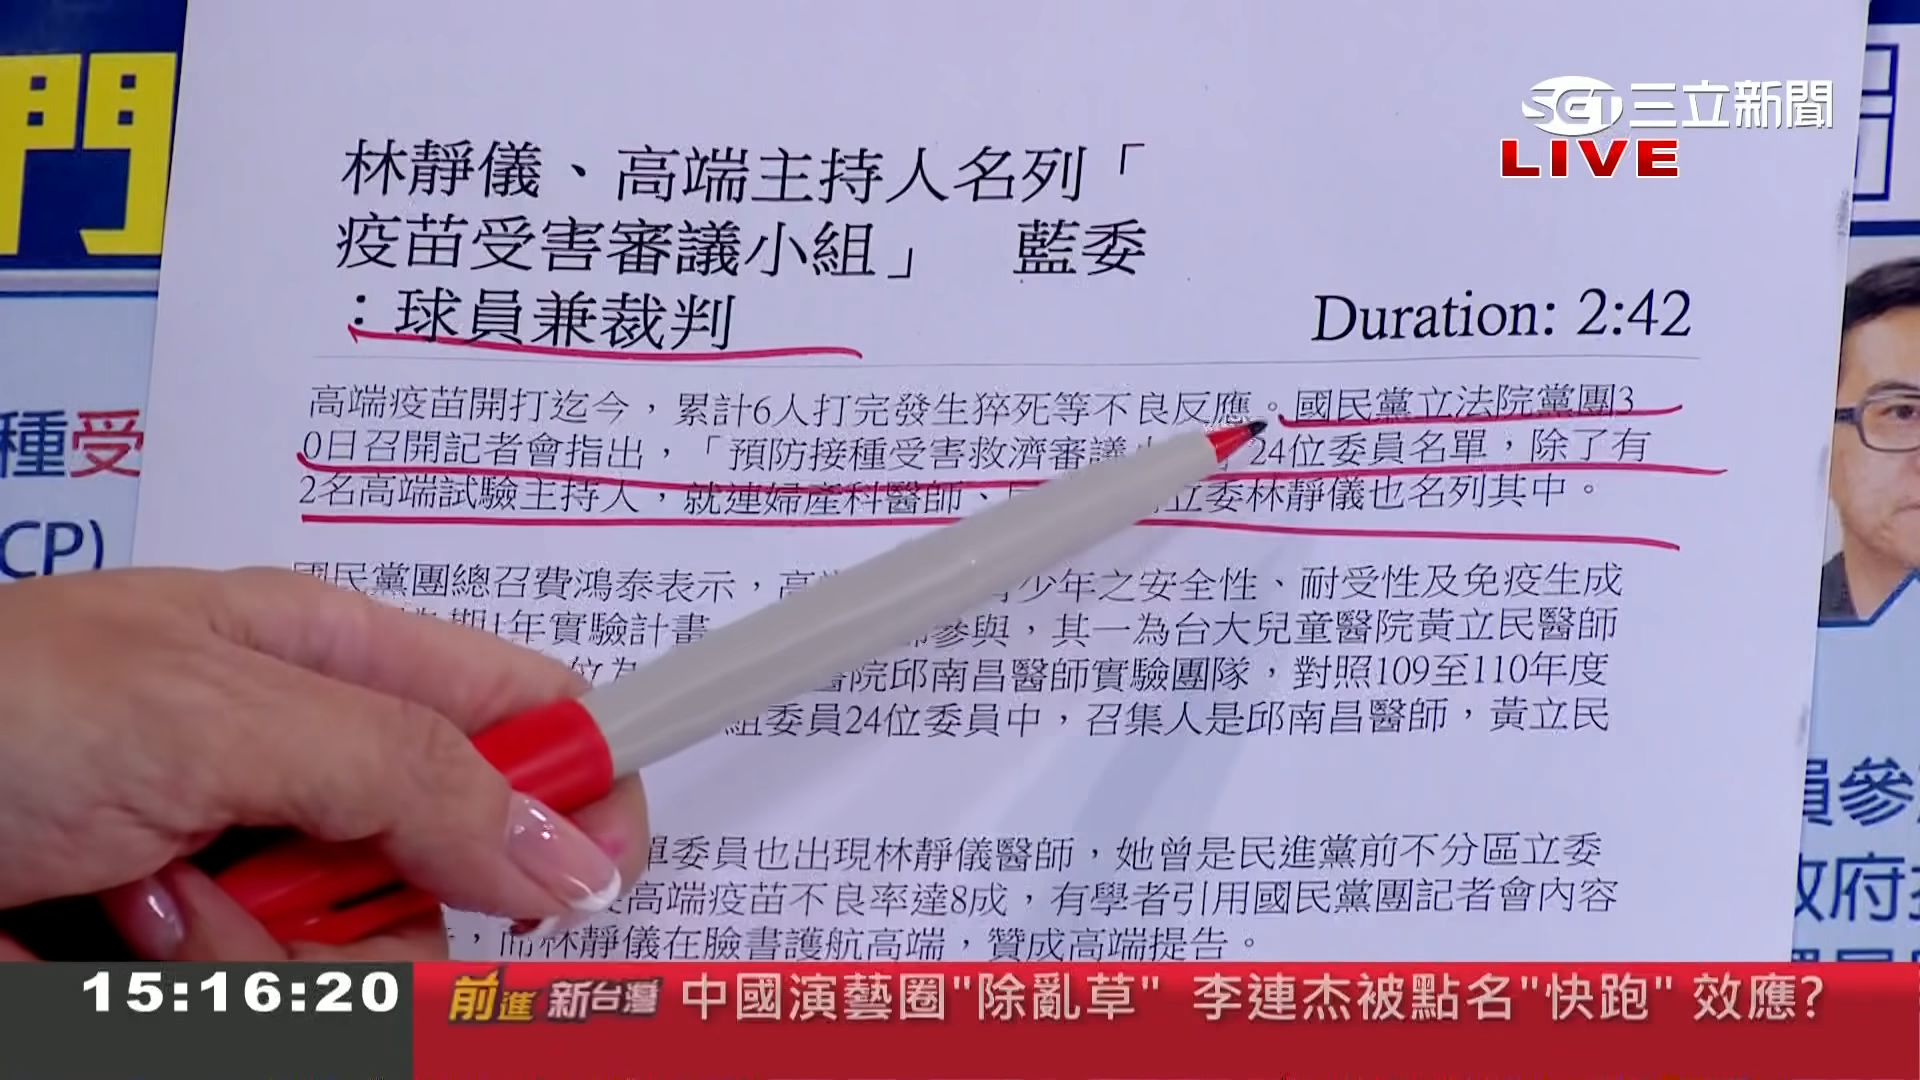 門
SET三立新聞
LIVE
林靜儀、高端主持人名列「
疫苗受害審議小組」 藍委
：球員兼裁判
Duration: 2:42
高端疫苗開打迄今，累計6人打完發生猝死等不良反應。國民黨立法院黨團3
0日召開記者會指出，「預防接種受害救濟審議 24位委員名單，除了有
2名高端試驗主持人，就連婦產科醫師、 立委林靜儀也名列其中。
種受
CP)
國民黨團總召費鴻泰表示，高 少年之安全性、耐受性及免疫生成
期1年實驗計畫 參與，其一為台大兒童醫院黃立民醫師
位為 醫院邱南昌醫師實驗團隊，對照109至110年度
組委員24位委員中，召集人是邱南昌醫師，黃立民
單委員也出現林靜儀醫師，她曾是民進黨前不分區立委
高端疫苗不良率達8成，有學者引用國民黨團記者會內容
，而林靜儀在臉書護航高端，贊成高端提告。
員參
政府
15:16:20
前進新台灣
中國演藝圈"除亂草" 李連杰被點名"快跑" 效應?